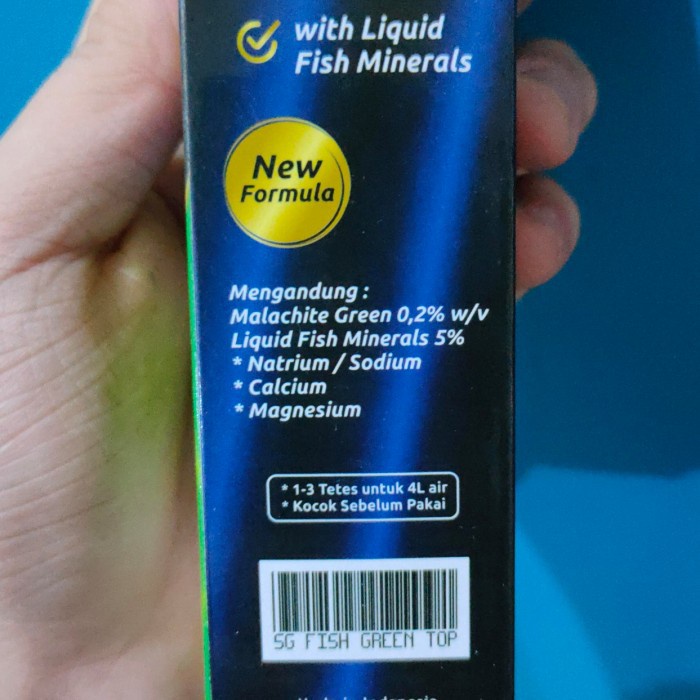 with Liquid
Fish Minerals
New
Formula
Mengandung :
Malachite Green 0,2% w/v
Liquid Fish Minerals 5%
* Natrium / Sodium
* Calcium
* Magnesium
* 1-3 Tetes untuk 4L air
* Kocok Sebelum Pakai
SG FISH GREEN TOP